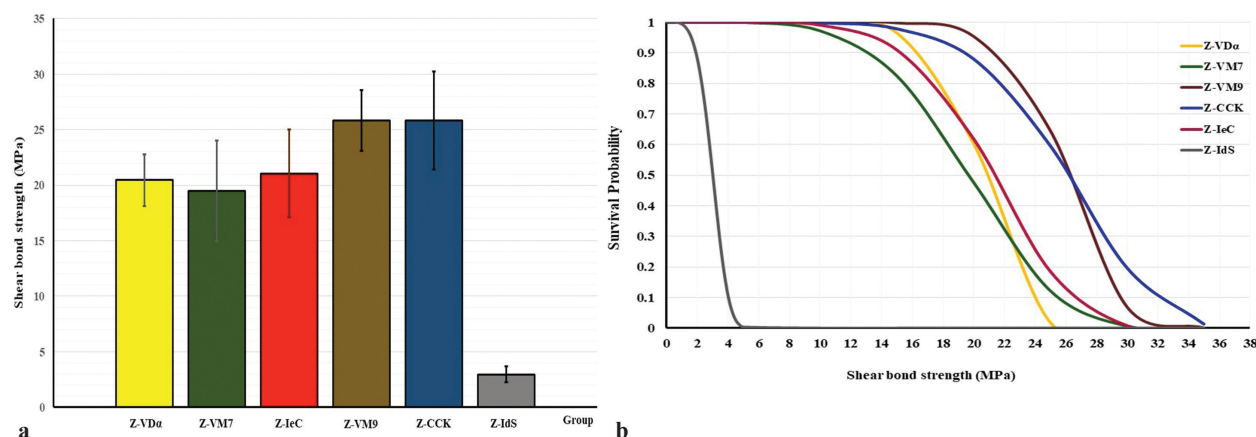 35
30
25
20
15
10
5
0
Shear bond strength (MPa)
Z-VDα Z-VM7 Z-IeC Z-VM9 Z-CCK Z-IdS Group
a
1
0.9
0.8
0.7
0.6
0.5
0.4
0.3
0.2
0.1
0
Survival Probability
Z-VDα
Z-VM7
Z-VM9
Z-CCK
Z-IeC
Z-IdS
0 2 4 6 8 10 12 14 16 18 20 22 24 26 28 30 32 34 36 38
Shear bond strength (MPa)
b